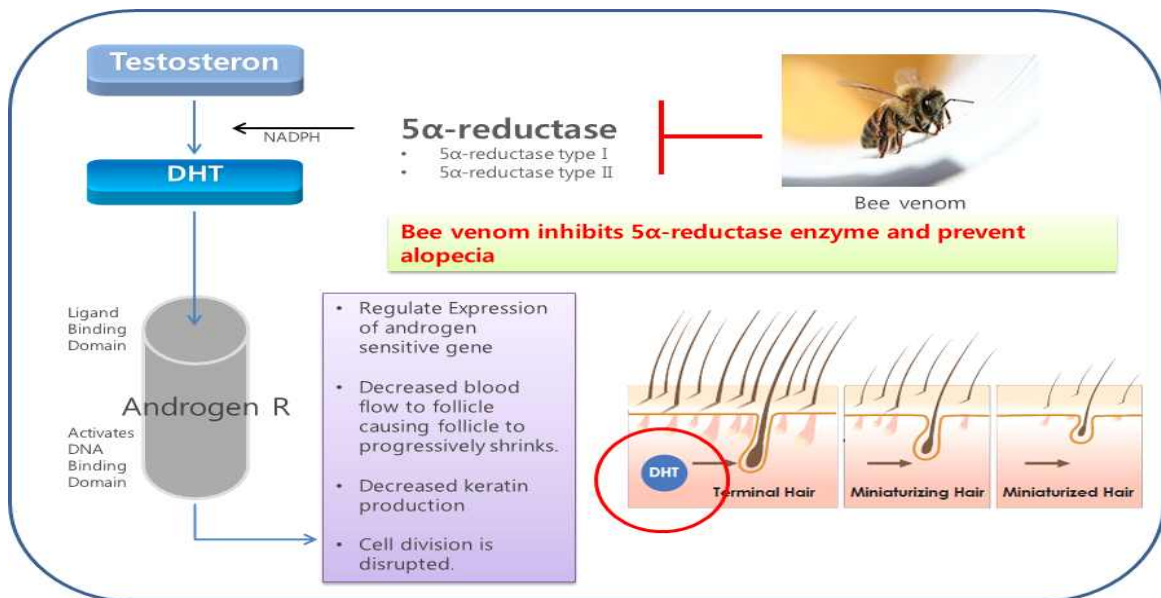 Testosteron
NADPH
5α-reductase
• 5α-reductase type I
• 5α-reductase type II
DHT
Bee venom
Bee venom inhibits 5α-reductase enzyme and prevent
alopecia
Ligand
Binding
Domain
Androgen R
Activates
DNA
Binding
Domain
• Regulate Expression
of androgen
sensitive gene
• Decreased blood
flow to follicle
causing follicle to
progressively shrinks.
• Decreased keratin
production
• Cell division is
disrupted.
DHT
Terminal Hair
Miniaturizing Hair
Miniaturized Hair